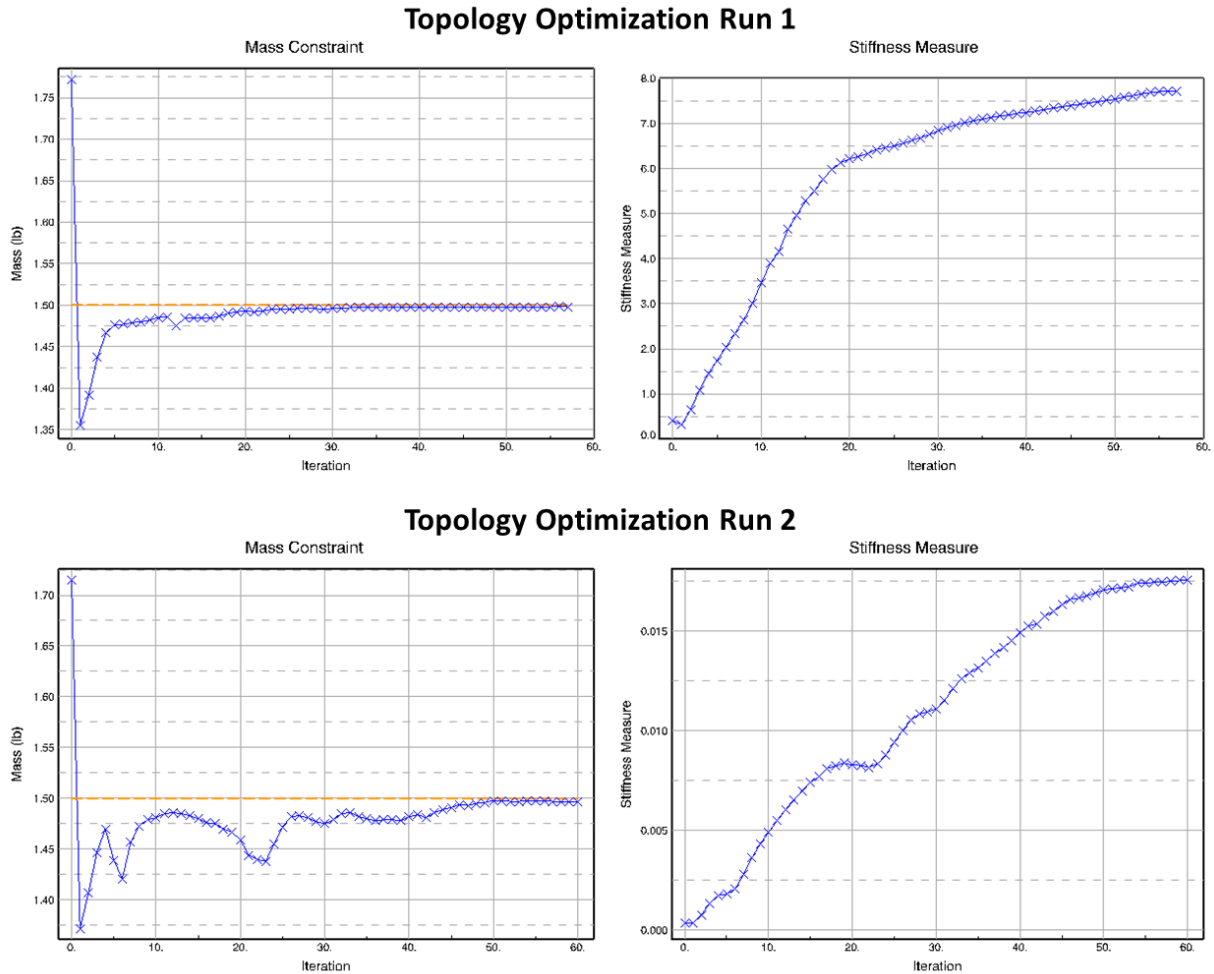 Topology Optimization Run 1
Mass Constraint
1.75
1.70
1.65
1.60
1.55
1.50
1.45
1.40
1.35
Mass (lb)
0. 10. 20. 30. 40. 50. 60.
Iteration
Stiffness Measure
8.0
7.0
6.0
5.0
4.0
3.0
2.0
1.0
0.0
Stiffness Measure
0. 10. 20. 30. 40. 50. 60.
Iteration
Topology Optimization Run 2
Mass Constraint
1.70
1.65
1.60
1.55
1.50
1.45
1.40
Mass (lb)
0. 10. 20. 30. 40. 50. 60.
Iteration
Stiffness Measure
0.015
0.010
0.005
0.000
Stiffness Measure
0. 10. 20. 30. 40. 50. 60.
Iteration